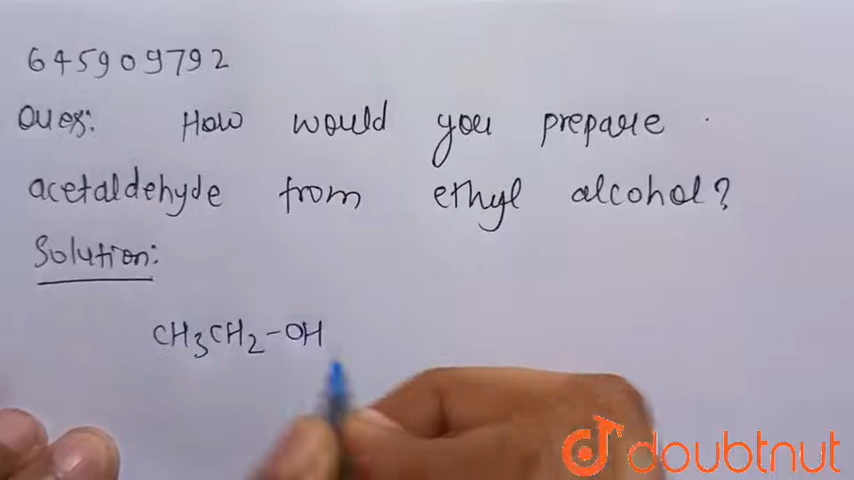 645909792
Ques: How would you prepare
acetaldehyde from ethyl alcohol?
Solution:
CH3CH2-OH
doubtnut